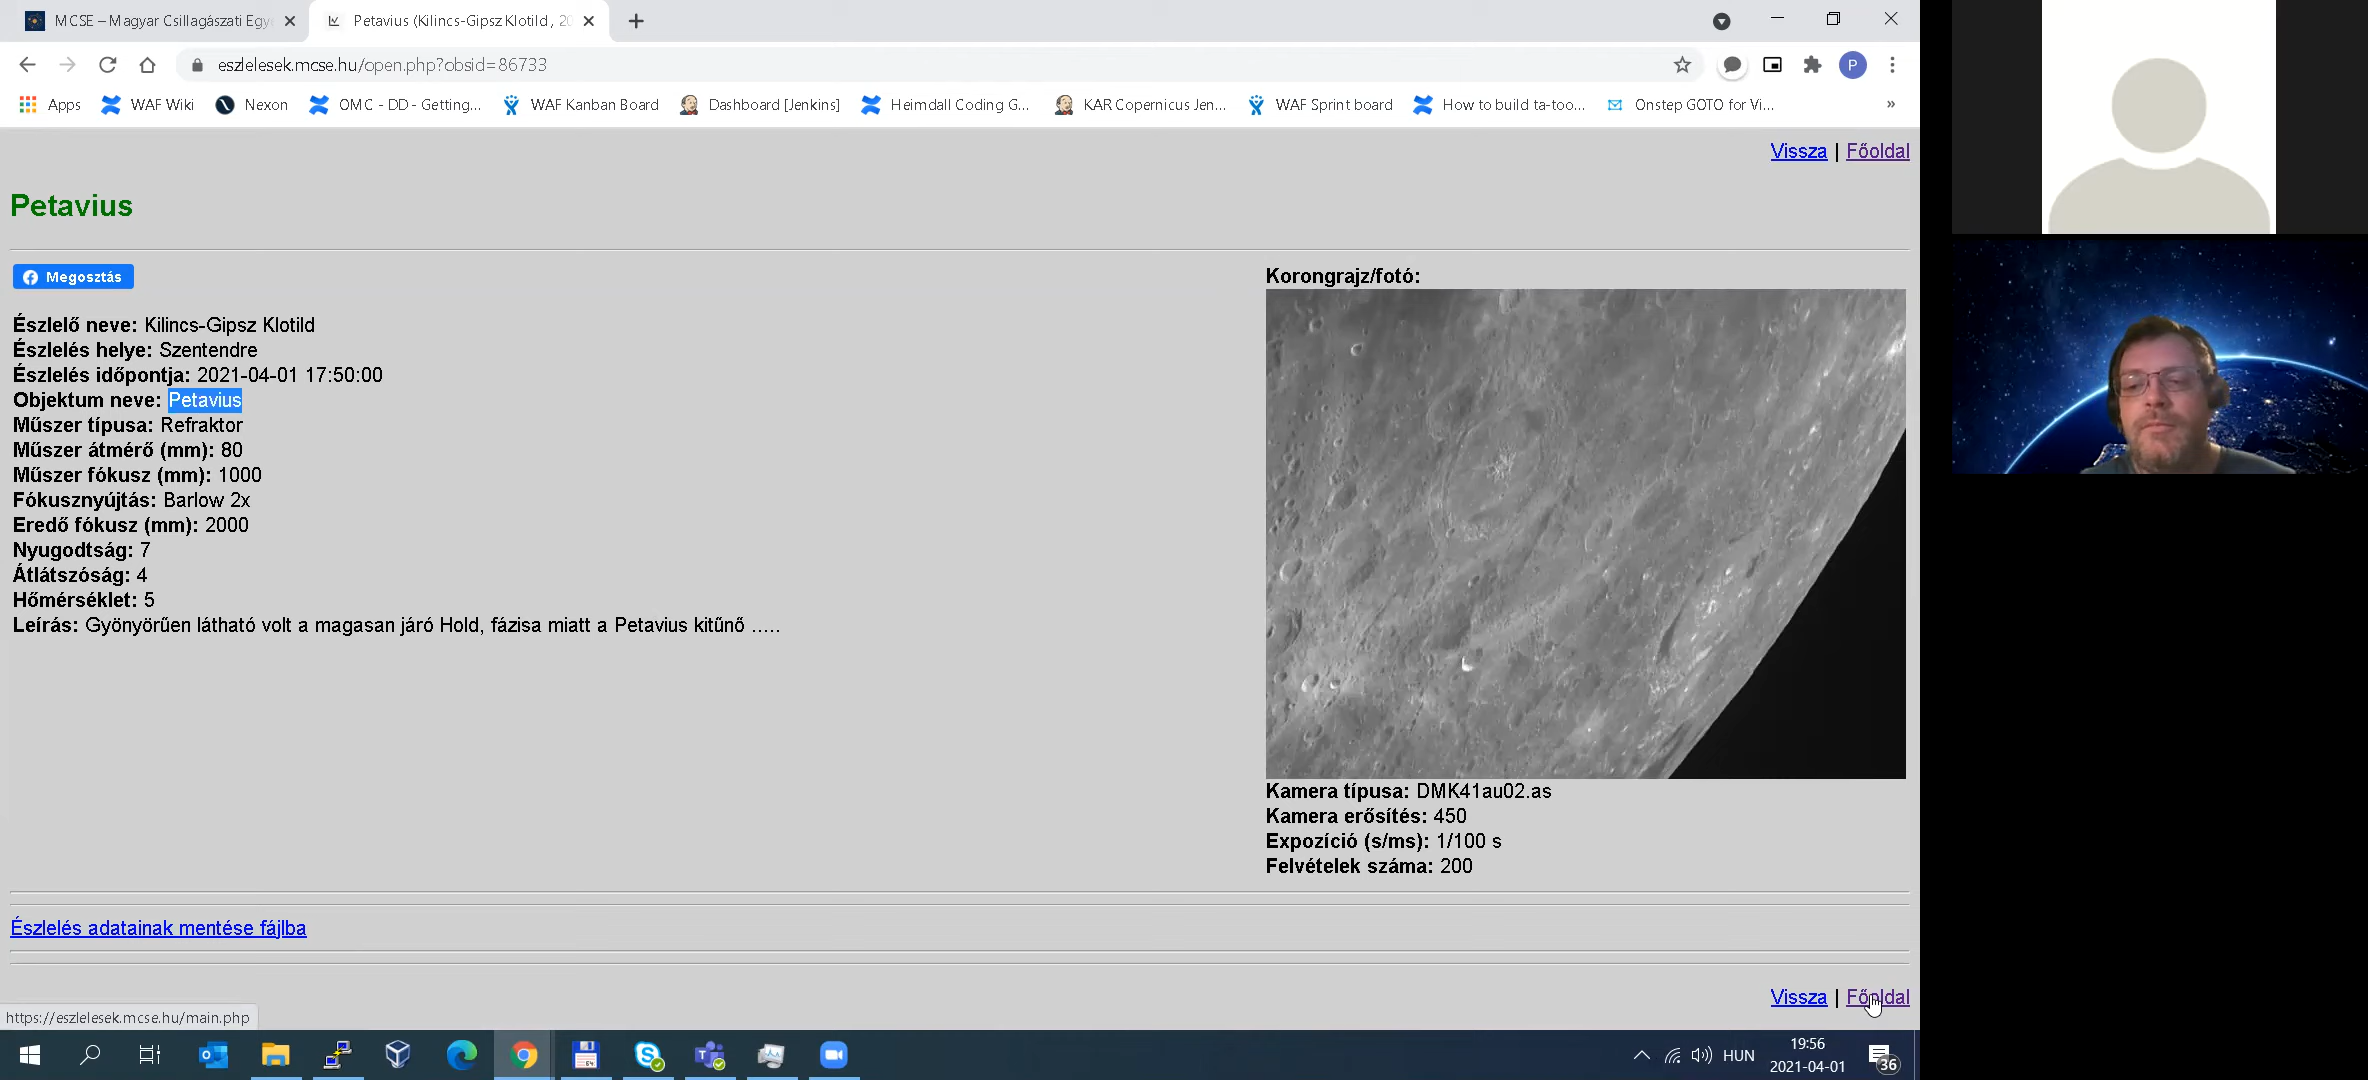 MCSE – Magyar Csillagászati Egy
Petavius (Kilincs-Gipsz Klotild , 20
eszlelesek.mcse.hu/open.php?obsid=86733
P
Apps WAF Wiki Nexon OMC - DD - Getting... WAF Kanban Board Dashboard [Jenkins] Heimdall Coding G... KAR Copernicus Jen... WAF Sprint board How to build ta-too... Onstep GOTO for Vi... »
Vissza | Főoldal
Petavius
Megosztás
Észlelő neve: Kilincs-Gipsz Klotild
Észlelés helye: Szentendre
Észlelés időpontja: 2021-04-01 17:50:00
Objektum neve: Petavius
Műszer típusa: Refraktor
Műszer átmérő (mm): 80
Műszer fókusz (mm): 1000
Fókusznyújtás: Barlow 2x
Eredő fókusz (mm): 2000
Nyugodtság: 7
Átlátszóság: 4
Hőmérséklet: 5
Leírás: Gyönyörűen látható volt a magasan járó Hold, fázisa miatt a Petavius kitűnő .....
Korongrajz/fotó:
Kamera típusa: DMK41au02.as
Kamera erősítés: 450
Expozíció (s/ms): 1/100 s
Felvételek száma: 200
Észlelés adatainak mentése fájlba
Vissza | Főoldal
https://eszlelesek.mcse.hu/main.php
HUN
19:56
2021-04-01
36